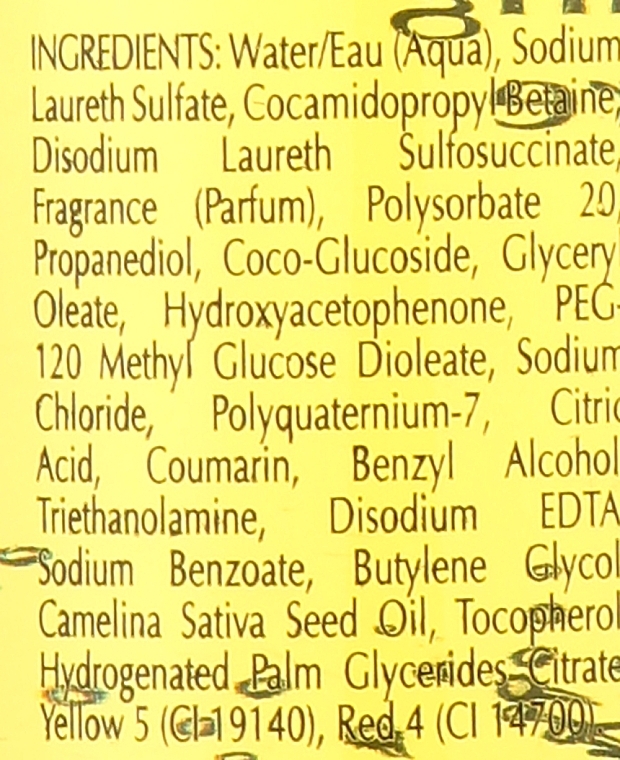 INGREDIENTS: Water/Eau (Aqua), Sodium
Laureth Sulfate, Cocamidopropyl Betaine,
Disodium Laureth Sulfosuccinate,
Fragrance (Parfum), Polysorbate 20,
Propanediol, Coco-Glucoside, Glyceryl
Oleate, Hydroxyacetophenone, PEG-
120 Methyl Glucose Dioleate, Sodium
Chloride, Polyquaternium-7, Citric
Acid, Coumarin, Benzyl Alcohol
Triethanolamine, Disodium EDTA
Sodium Benzoate, Butylene Glycol
Camelina Sativa Seed Oil, Tocopherol
Hydrogenated Palm Glycerides Citrate
Yellow 5 (CI 19140), Red 4 (CI 14700).